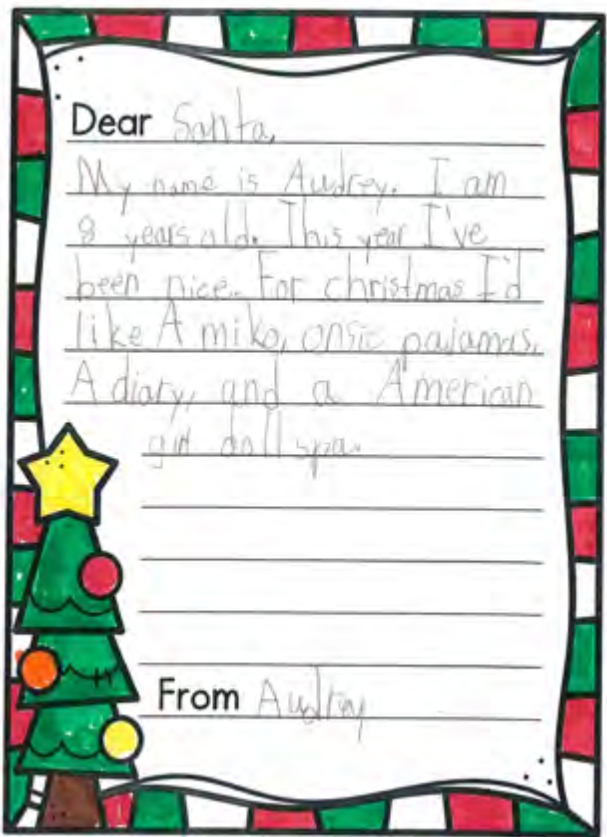 Dear Santa,
My name is Audrey. I am
8 years old. This year I've
been nice. For christmas I'd
like A miko, onsic pajamas,
A diary, and a American
girl doll spa.
From Audrey